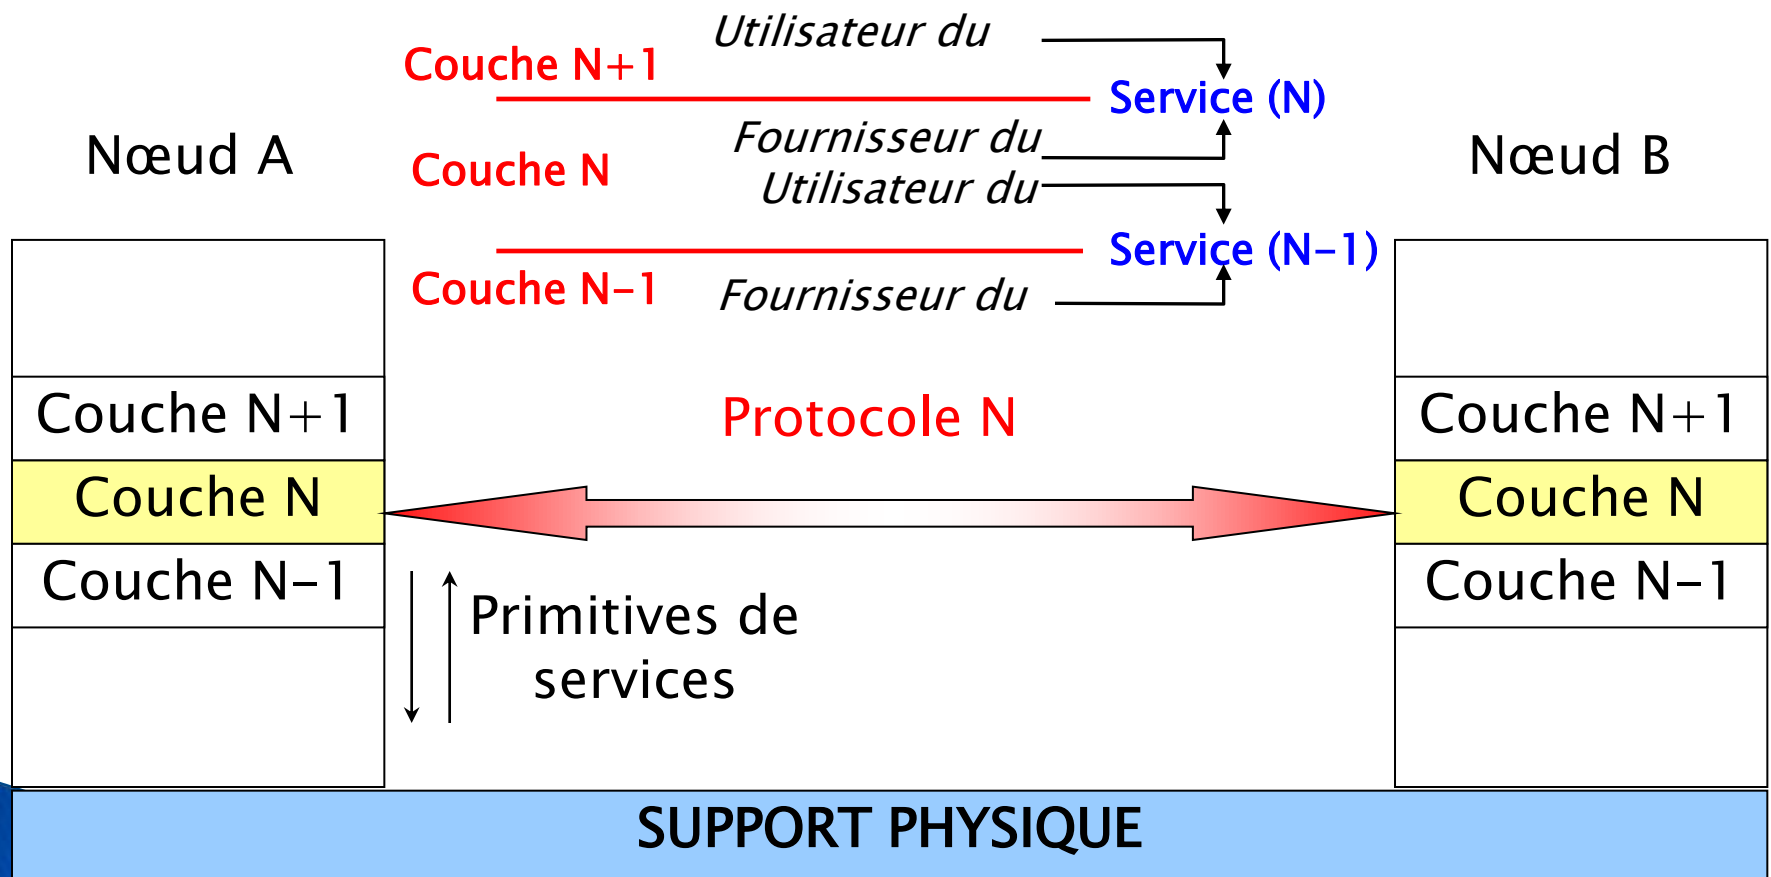 Utilisateur du
Couche N+1
Service (N)
Nœud A
Fournisseur du
Couche N
Utilisateur du
Nœud B
Service (N-1)
Couche N-1
Fournisseur du
Couche N+1
Protocole N
Couche N+1
Couche N
Couche N
Couche N-1
Couche N-1
Primitives de
services
SUPPORT PHYSIQUE